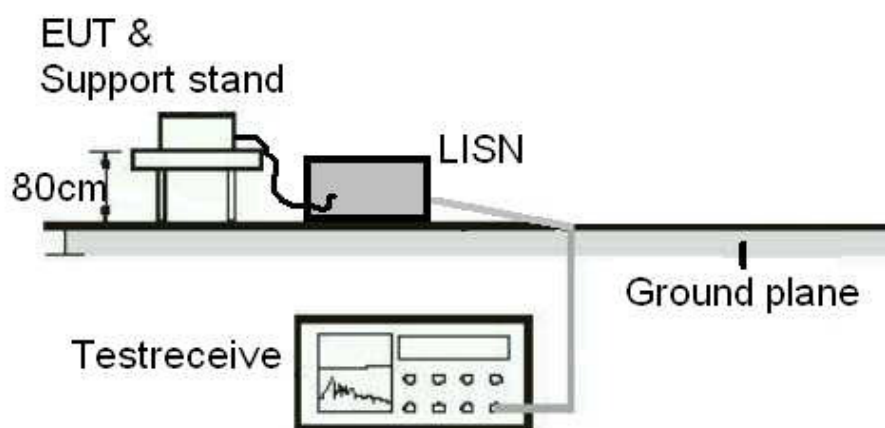 EUT &
Support stand
LISN
80cm
Ground plane
Testreceive